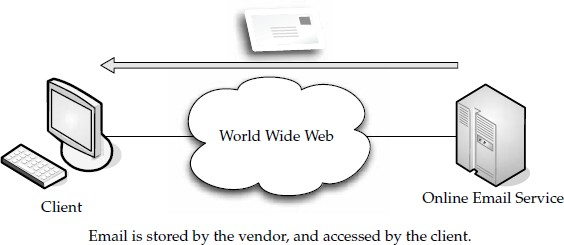 World Wide Web
Client
Online Email Service
Email is stored by the vendor, and accessed by the client.